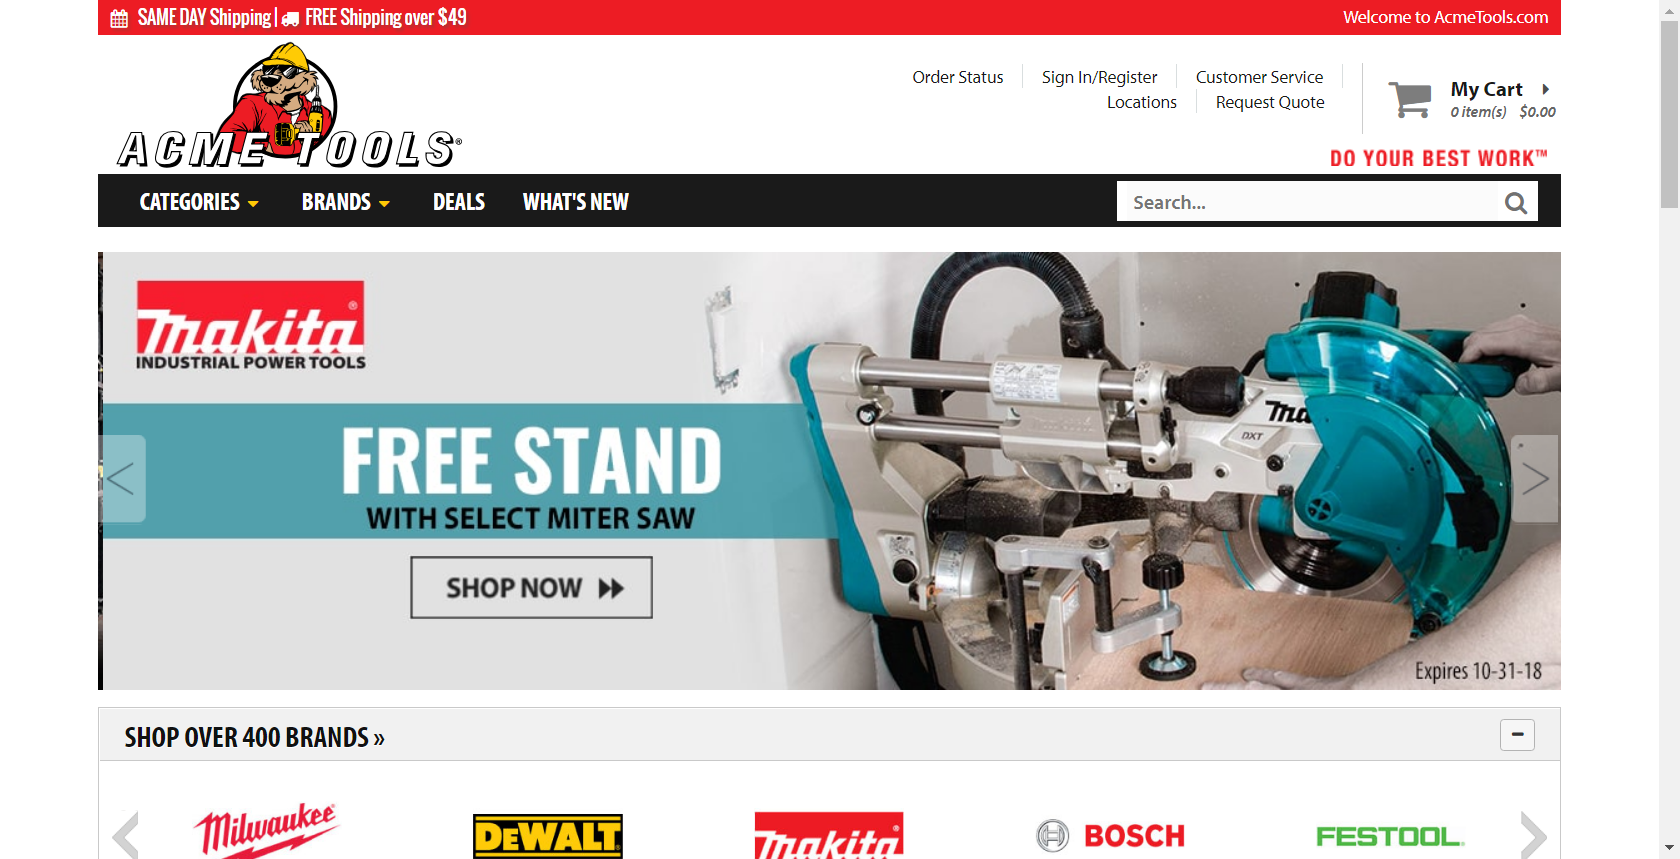 SAME DAY Shipping | FREE Shipping over $49
Welcome to AcmeTools.com
ACME TOOLS®
Order Status
Sign In/Register
Customer Service
Locations
Request Quote
My Cart
0 item(s) $0.00
DO YOUR BEST WORK™
CATEGORIES
BRANDS
DEALS
WHAT'S NEW
Search...
Makita®
INDUSTRIAL POWER TOOLS
FREE STAND
WITH SELECT MITER SAW
SHOP NOW
DXT
Expires 10-31-18
SHOP OVER 400 BRANDS »
Milwaukee®
DEWALT
Makita®
BOSCH
FESTOOL